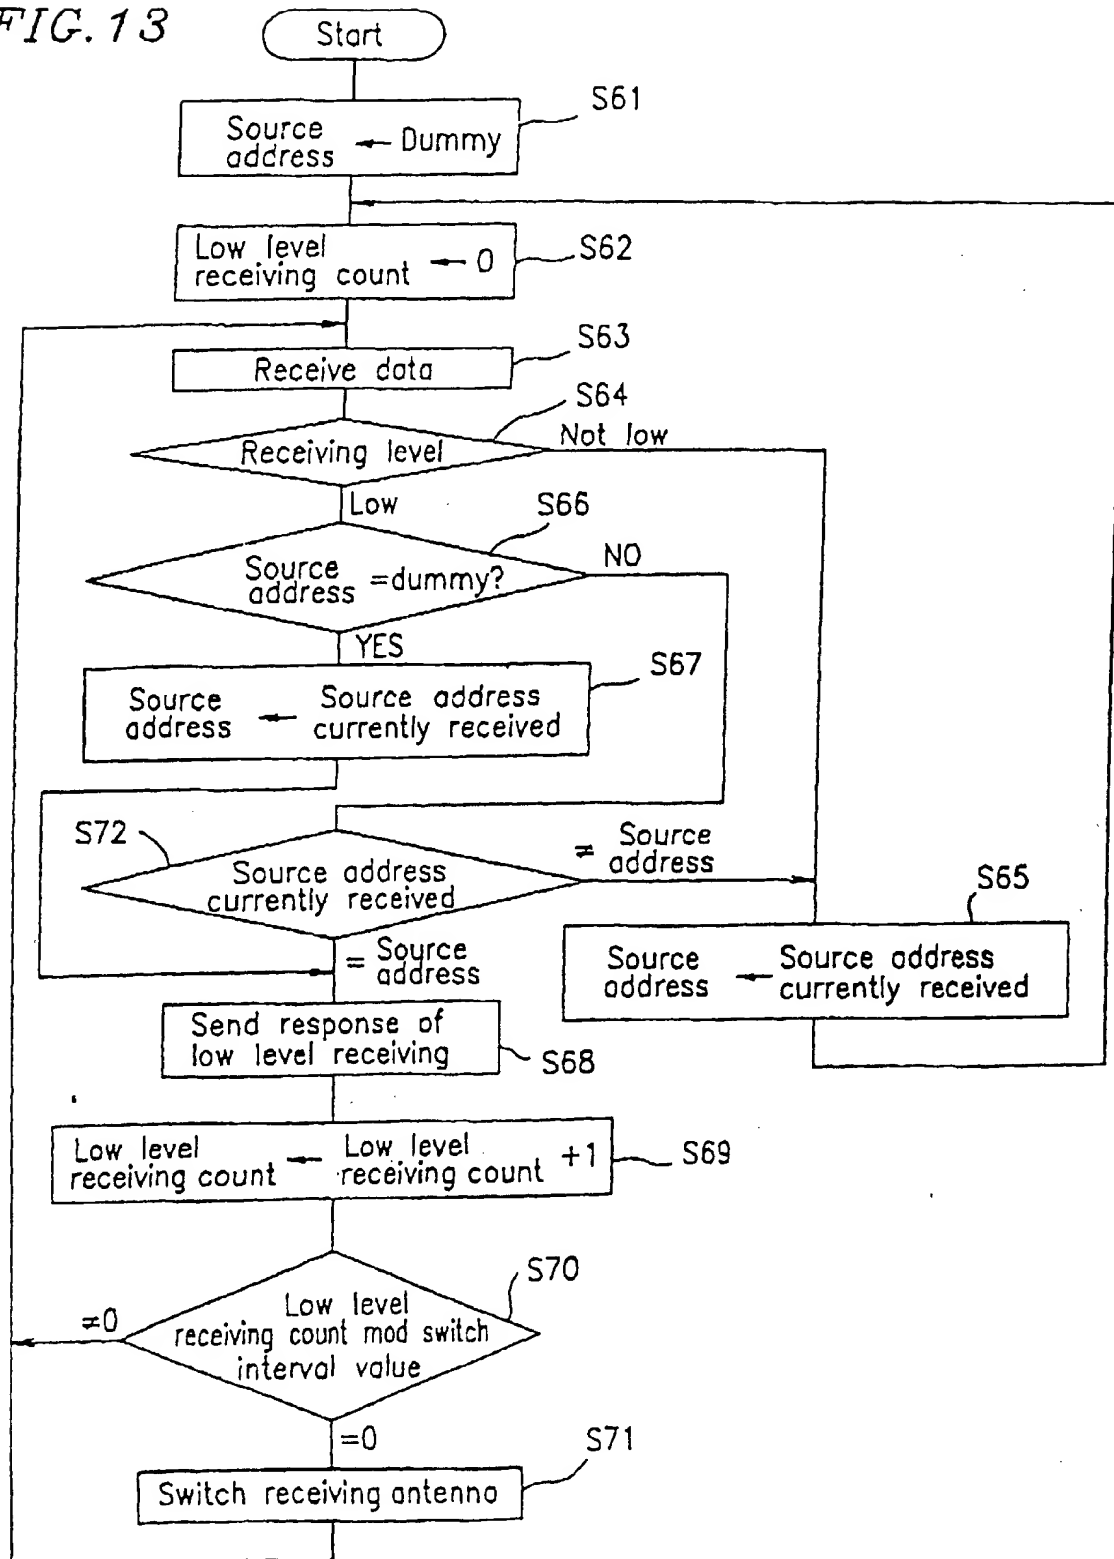 FIG. 13
Start
S61
Source address ← Dummy
S62
Low level receiving count ← 0
S63
Receive data
S64
Receiving level
Not low
Low
S66
Source address =dummy?
NO
YES
S67
Source address ← Source address currently received
S72
Source address currently received
≠ Source address
= Source address
S65
Source address ← Source address currently received
Send response of low level receiving
S68
Low level receiving count ← Low level receiving count +1
S69
S70
Low level receiving count mod switch interval value
≠0
=0
S71
Switch receiving antenna